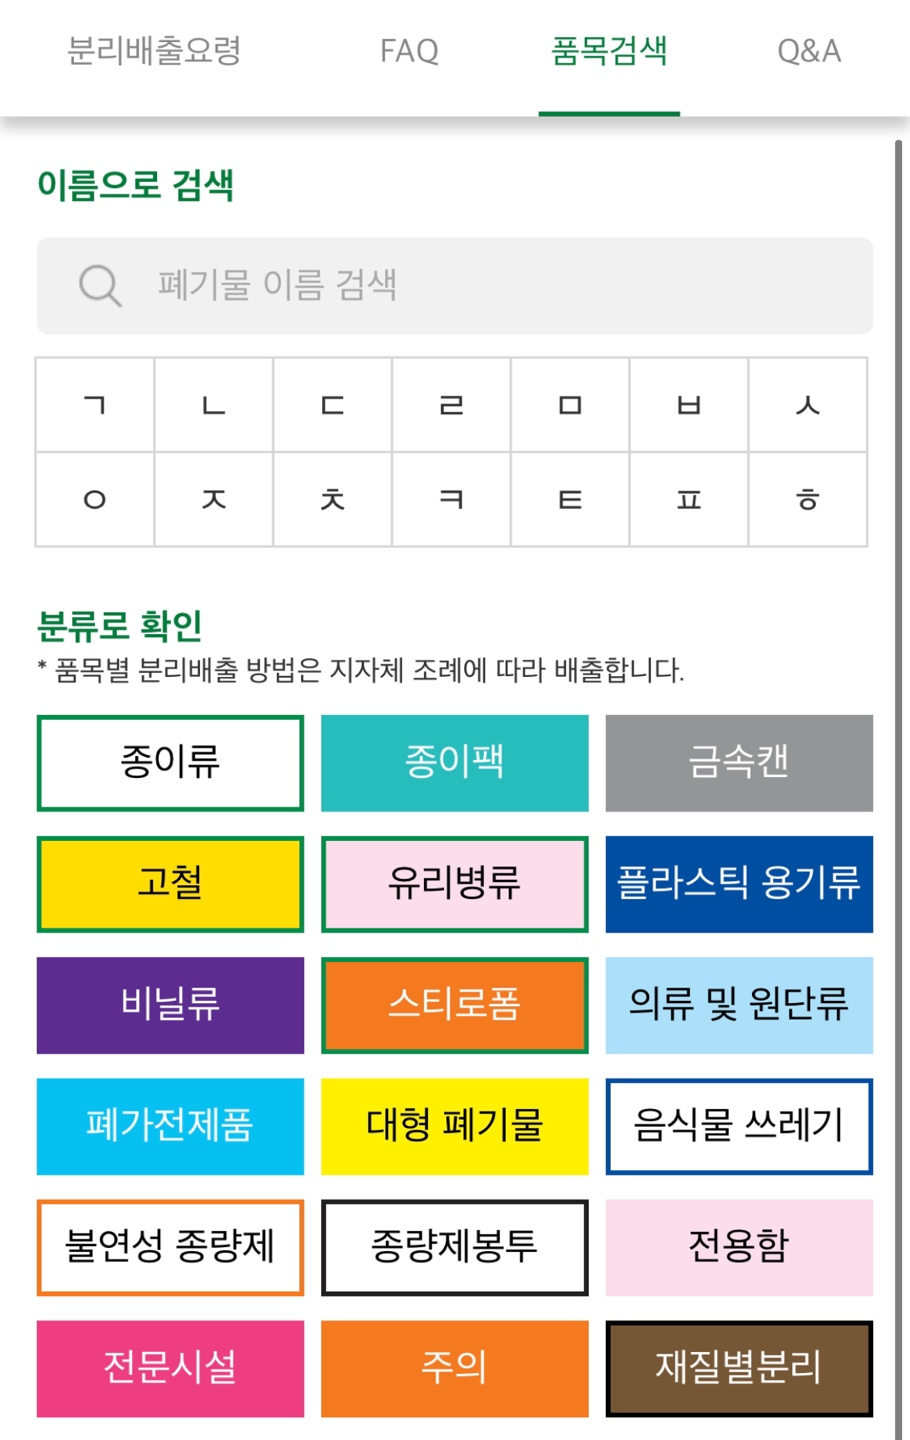 분리배출요령 FAQ 품목검색 Q&A
이름으로 검색
폐기물 이름 검색
ㄱ ㄴ ㄷ ㄹ ㅁ ㅂ ㅅ
ㅇ ㅈ ㅊ ㅋ ㅌ ㅍ ㅎ
분류로 확인
* 품목별 분리배출 방법은 지자체 조례에 따라 배출합니다.
종이류 종이팩 금속캔
고철 유리병류 플라스틱 용기류
비닐류 스티로폼 의류 및 원단류
폐가전제품 대형 폐기물 음식물 쓰레기
불연성 종량제 종량제봉투 전용함
전문시설 주의 재질별분리